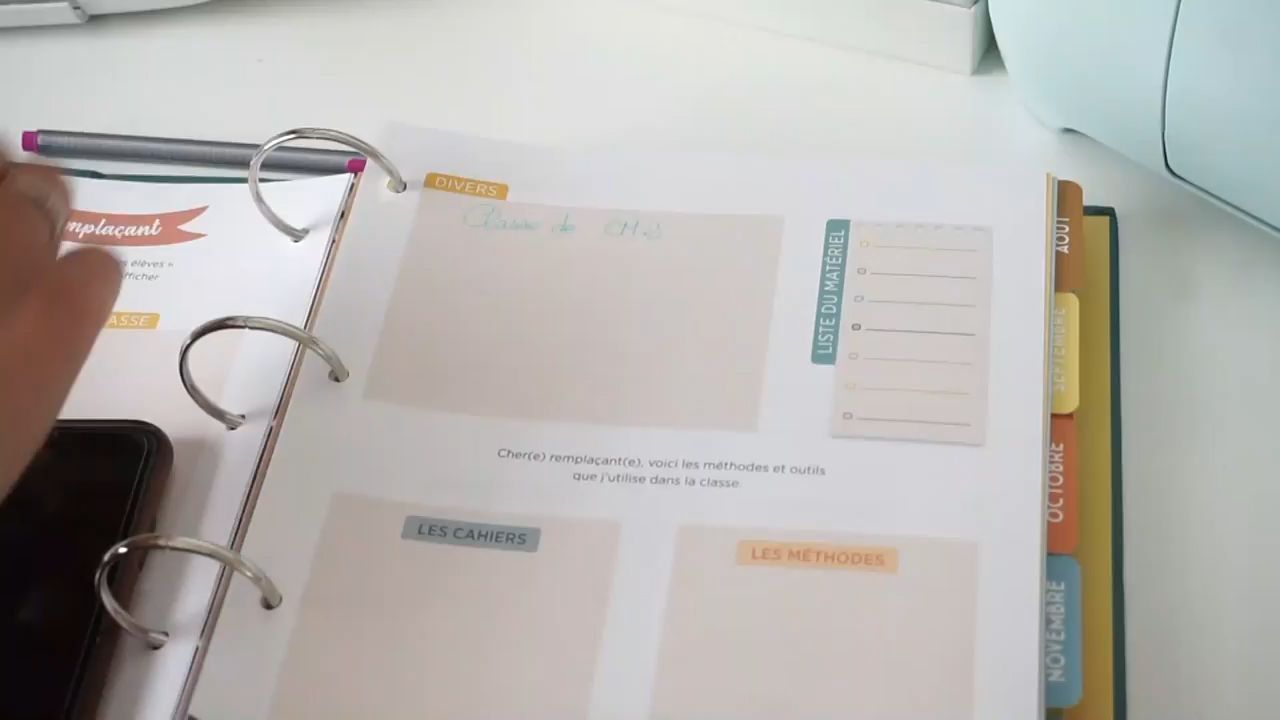 mplaçant
élèves »
fficher
ASSE
DIVERS
Classe de CM2
LISTE DU MATÉRIEL
Cher(e) remplaçant(e), voici les méthodes et outils
que j'utilise dans la classe.
LES CAHIERS
LES MÉTHODES
AOÛT
SEPTEMBRE
OCTOBRE
NOVEMBRE